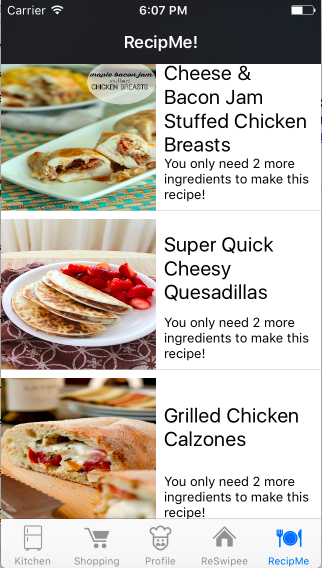 Carrier 6:07 PM
RecipMe!
maple bacon jam
stuffed
CHICKEN BREASTS
Cheese &
Bacon Jam
Stuffed Chicken
Breasts
You only need 2 more
ingredients to make this
recipe!
Super Quick
Cheesy
Quesadillas
You only need 2 more
ingredients to make this
recipe!
Grilled Chicken
Calzones
You only need 2 more
ingredients to make this
recipe!
Kitchen Shopping Profile ReSwipee RecipMe